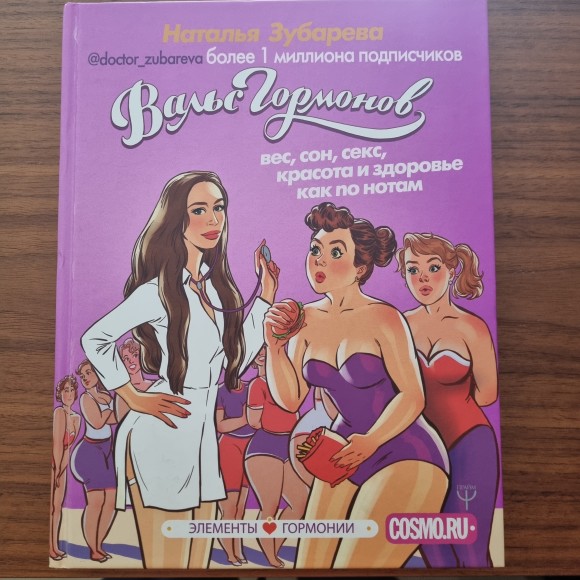 Наталья Зубарева
@doctor_zubareva более 1 миллиона подписчиков
Вальс Гормонов
вес, сон, секс,
красота и здоровье
как по нотам
ЭЛЕМЕНТЫ ГОРМОНИИ
COSMO.RU